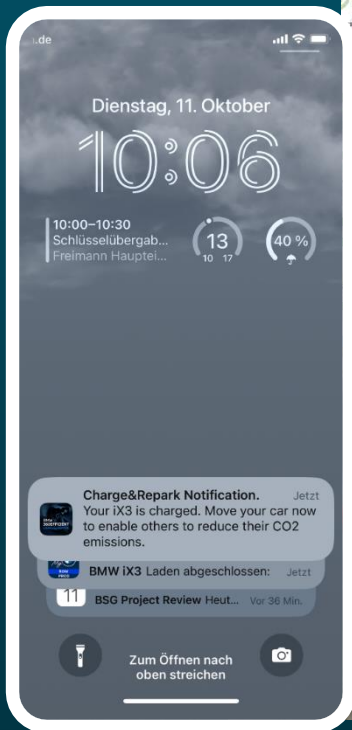 .de
Dienstag, 11. Oktober
10:06
10:00–10:30
Schlüsselübergab...
Freimann Hauptei...
13
10 17
40 %
Charge&Repark Notification. Jetzt
Your iX3 is charged. Move your car now
to enable others to reduce their CO2
emissions.
BMW iX3 Laden abgeschlossen: Jetzt
11 BSG Project Review Heut... Vor 36 Min.
Zum Öffnen nach
oben streichen